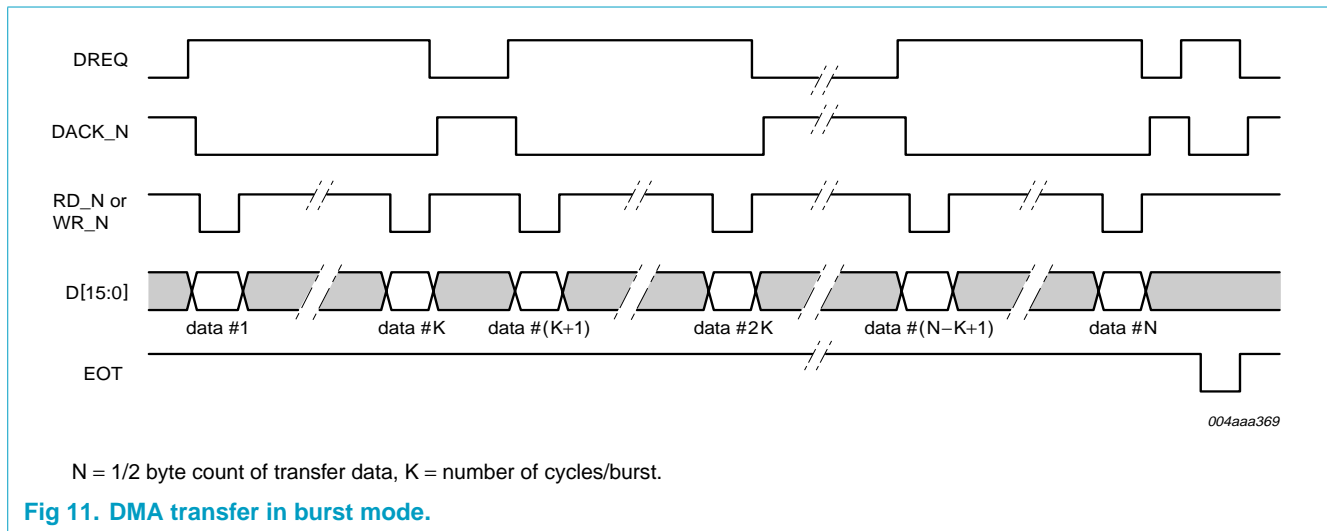 DREQ
DACK_N
RD_N or
WR_N
D[15:0]
data #1
data #K
data #(K+1)
data #2K
data #(N−K+1)
data #N
EOT
004aaa369
N = 1/2 byte count of transfer data, K = number of cycles/burst.
Fig 11. DMA transfer in burst mode.